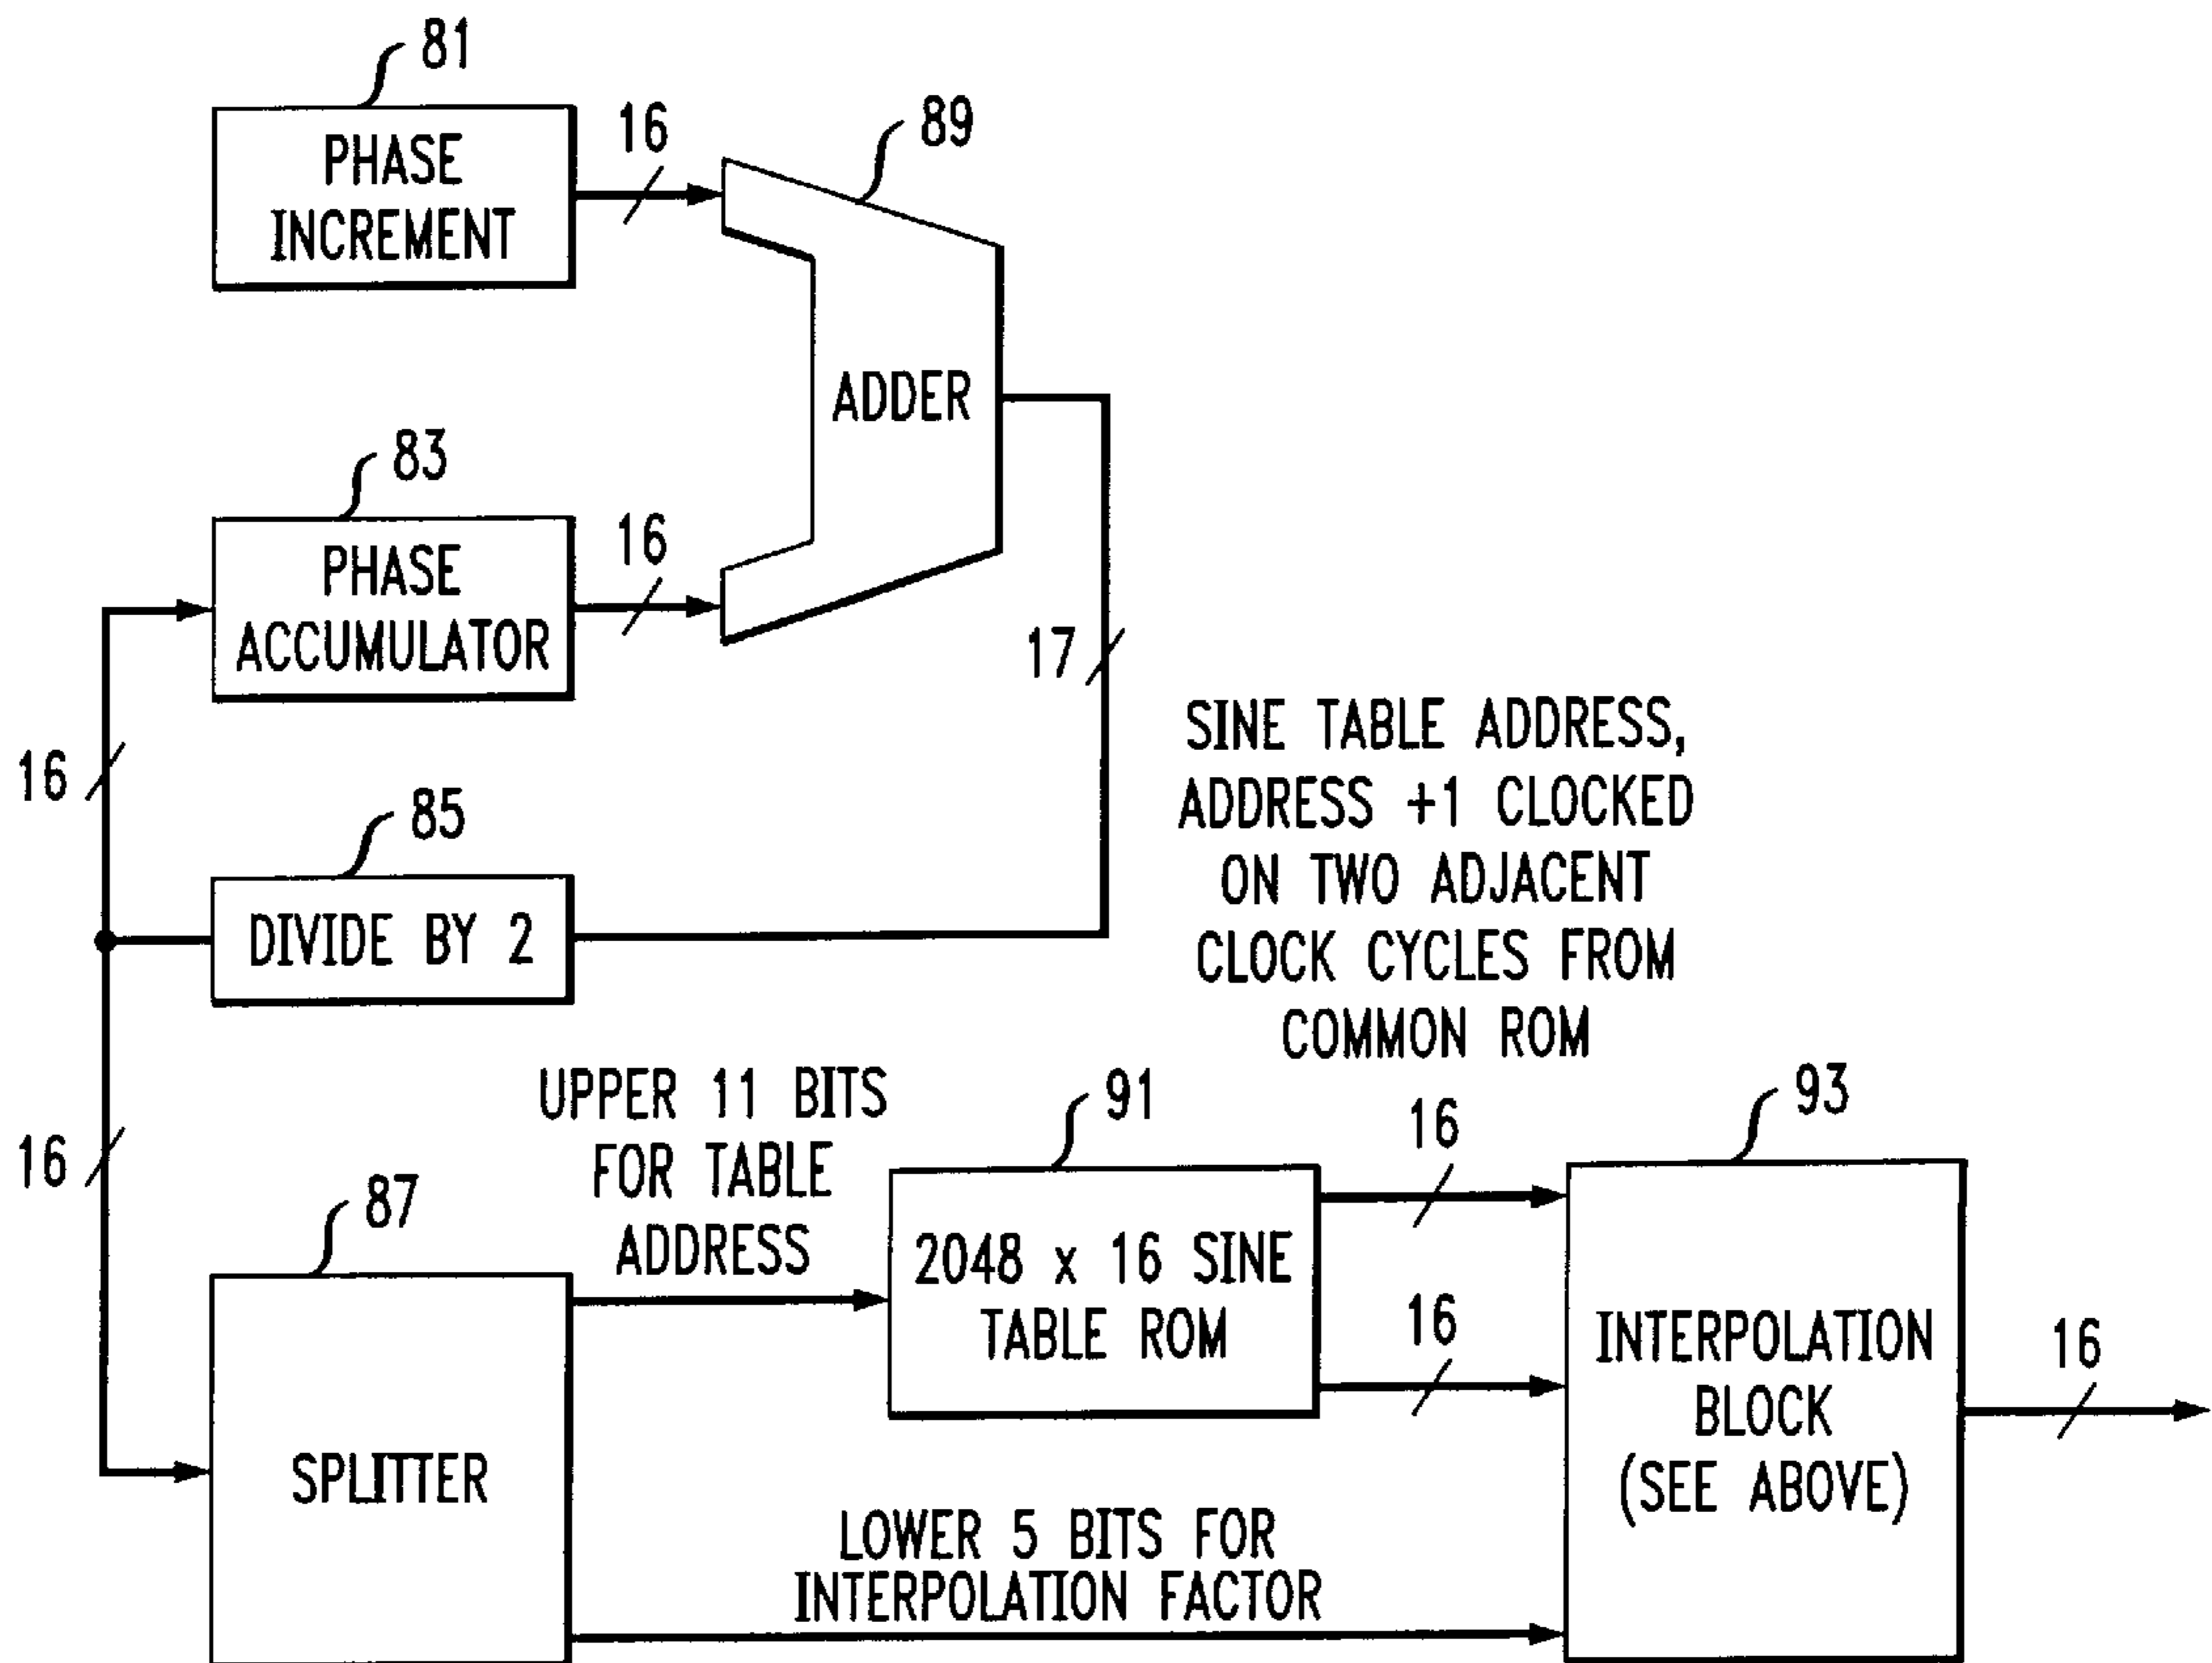 81
PHASE
INCREMENT
16
89
ADDER
83
PHASE
ACCUMULATOR
16
17
16
85
DIVIDE BY 2
SINE TABLE ADDRESS,
ADDRESS +1 CLOCKED
ON TWO ADJACENT
CLOCK CYCLES FROM
COMMON ROM
16
87
SPLITTER
UPPER 11 BITS
FOR TABLE
ADDRESS
91
2048 x 16 SINE
TABLE ROM
16
16
93
INTERPOLATION
BLOCK
(SEE ABOVE)
16
LOWER 5 BITS FOR
INTERPOLATION FACTOR